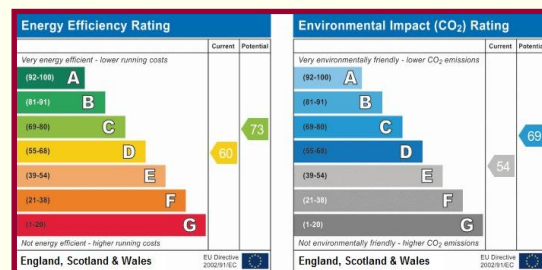 Energy Efficiency Rating
Current Potential
Very energy efficient - lower running costs
(92-100) A
(81-91) B
(69-80) C
73
(55-68) D
60
(39-54) E
(21-38) F
(1-20) G
Not energy efficient - higher running costs
England, Scotland & Wales
EU Directive
2002/91/EC
Environmental Impact (CO2) Rating
Current Potential
Very environmentally friendly - lower CO2 emissions
(92-100) A
(81-91) B
(69-80) C
69
(55-68) D
(39-54) E
54
(21-38) F
(1-20) G
Not environmentally friendly - higher CO2 emissions
England, Scotland & Wales
EU Directive
2002/91/EC